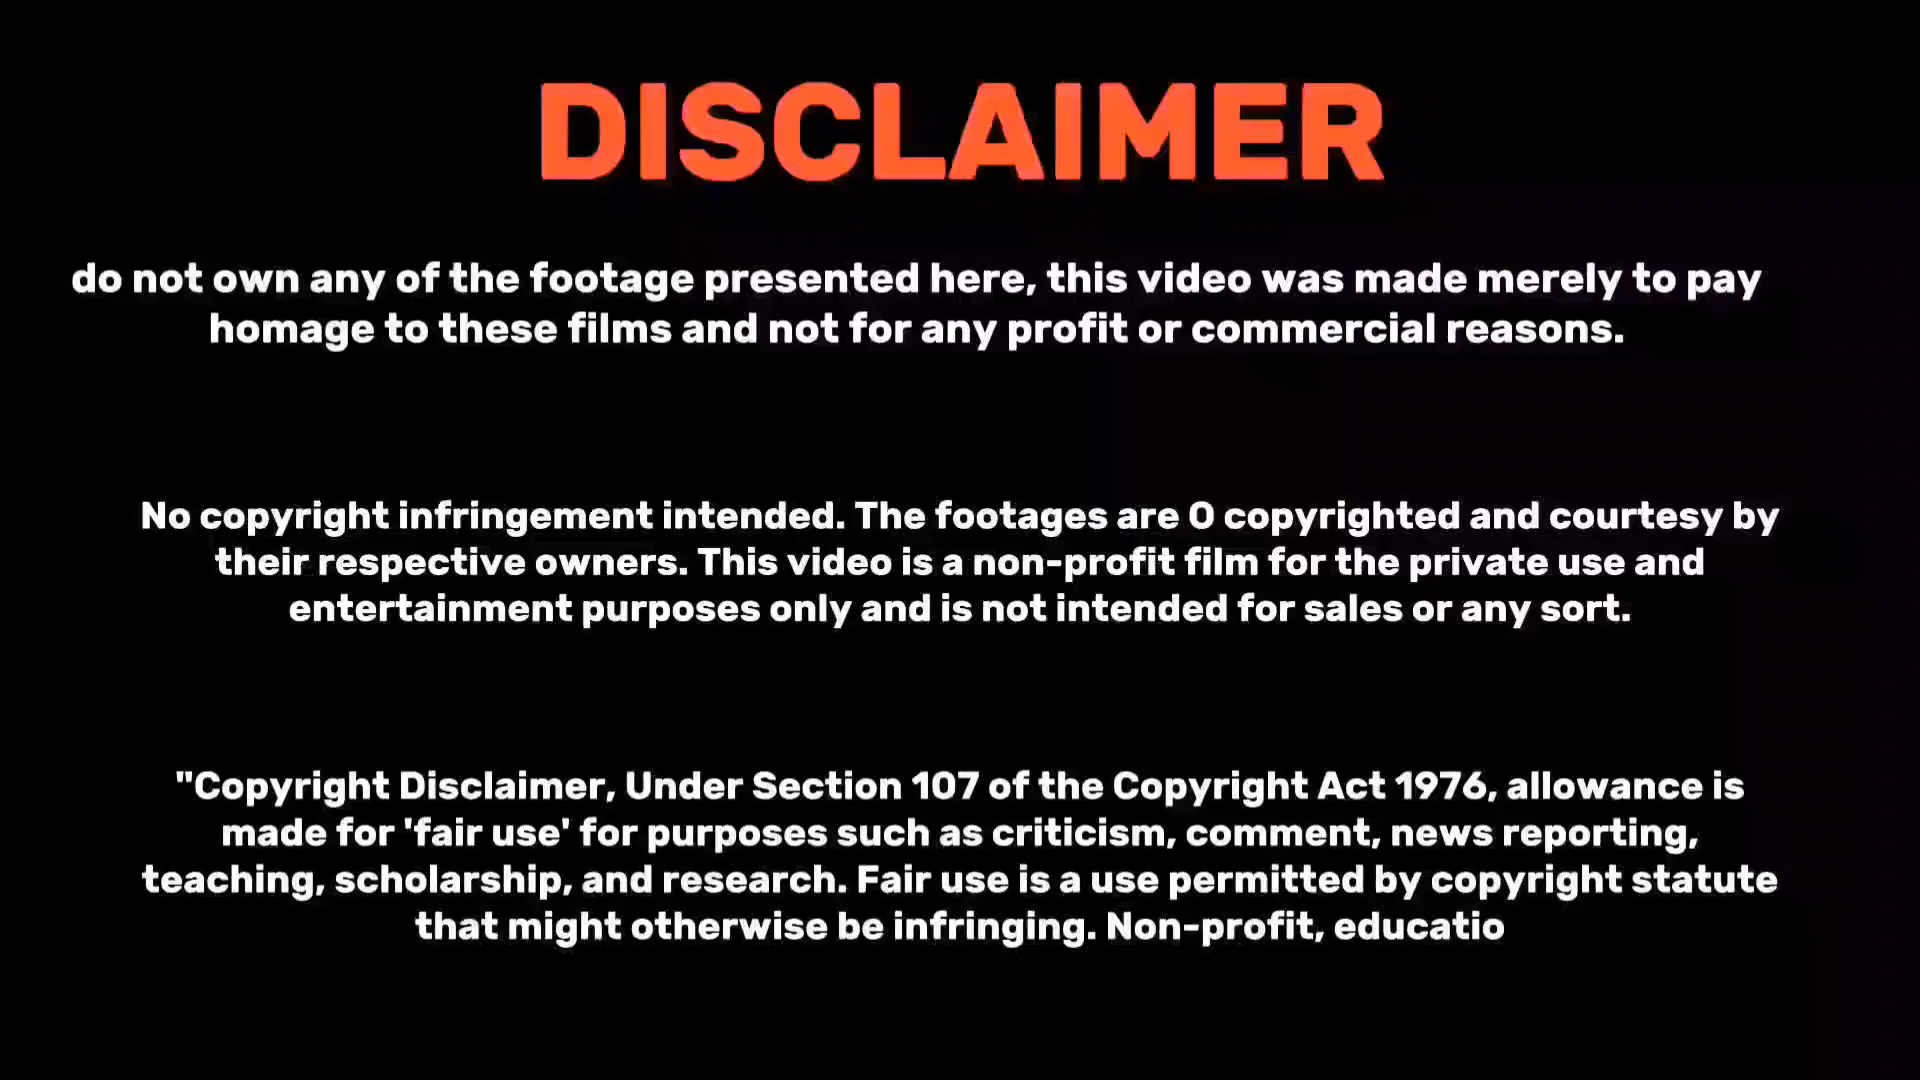 DISCLAIMER
do not own any of the footage presented here, this video was made merely to pay
homage to these films and not for any profit or commercial reasons.
No copyright infringement intended. The footages are O copyrighted and courtesy by
their respective owners. This video is a non-profit film for the private use and
entertainment purposes only and is not intended for sales or any sort.
"Copyright Disclaimer, Under Section 107 of the Copyright Act 1976, allowance is
made for 'fair use' for purposes such as criticism, comment, news reporting,
teaching, scholarship, and research. Fair use is a use permitted by copyright statute
that might otherwise be infringing. Non-profit, educatio